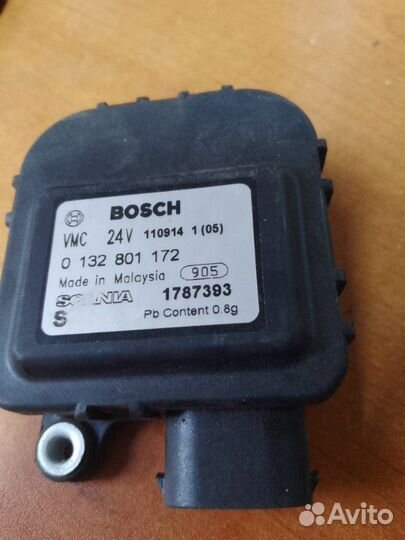 BOSCH
VMC 24V 110914 1 (05)
0 132 801 172
Made in Malaysia 905
SCANIA 1787393
S
Pb Content 0.8g
Avito